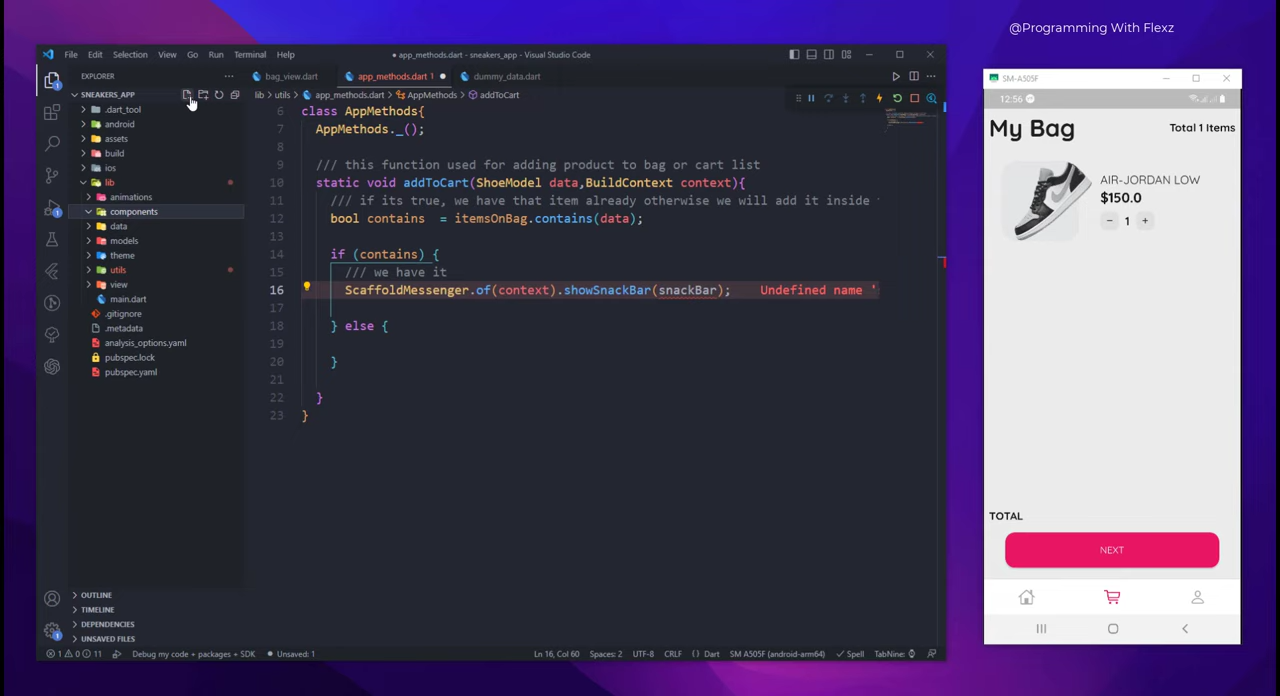 @Programming With Flexz
File Edit Selection View Go Run Terminal Help
● app_methods.dart - sneakers_app - Visual Studio Code
EXPLORER
SNEAKERS_APP
.dart_tool
android
assets
build
ios
lib
animations
components
data
models
theme
utils
view
main.dart
.gitignore
.metadata
analysis_options.yaml
pubspec.lock
pubspec.yaml
OUTLINE
TIMELINE
DEPENDENCIES
UNSAVED FILES
bag_view.dart app_methods.dart 1 ● dummy_data.dart
lib > utils > app_methods.dart > AppMethods > addToCart
6 class AppMethods{
7 AppMethods._();
8
9 /// this function used for adding product to bag or cart list
10 static void addToCart(ShoeModel data,BuildContext context){
11 /// if its true, we have that item already otherwise we will add it inside
12 bool contains  = itemsOnBag.contains(data);
13
14 if (contains) {
15 /// we have it
16 ScaffoldMessenger.of(context).showSnackBar(snackBar); Undefined name '
17
18 } else {
19
20 }
21
22 }
23 }
1 0 11 Debug my code + packages + SDK ● Unsaved: 1 Ln 16, Col 60 Spaces: 2 UTF-8 CRLF { } Dart SM A505F (android-arm64) Spell TabNine:
1
1
1
SM-A505F
12:56
My Bag Total 1 Items
AIR-JORDAN LOW
$150.0
− 1 +
TOTAL
NEXT